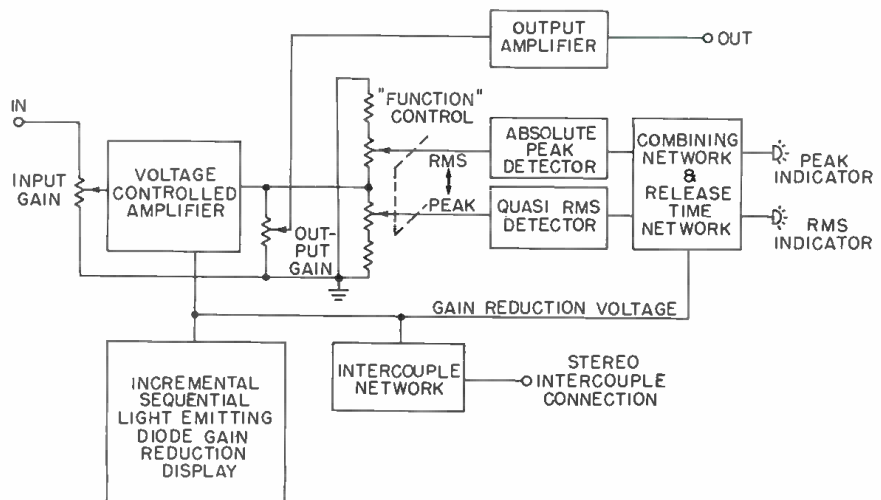 OUTPUT
AMPLIFIER
OUT
"FUNCTION"
CONTROL
IN
INPUT
GAIN
VOLTAGE
CONTROLLED
AMPLIFIER
RMS
PEAK
OUT-
PUT
GAIN
ABSOLUTE
PEAK
DETECTOR
QUASI RMS
DETECTOR
COMBINING
NETWORK
&
RELEASE
TIME
NETWORK
PEAK
INDICATOR
RMS
INDICATOR
GAIN REDUCTION VOLTAGE
INCREMENTAL
SEQUENTIAL
LIGHT EMITTING
DIODE GAIN
REDUCTION
DISPLAY
INTERCOUPLE
NETWORK
STEREO
INTERCOUPLE
CONNECTION